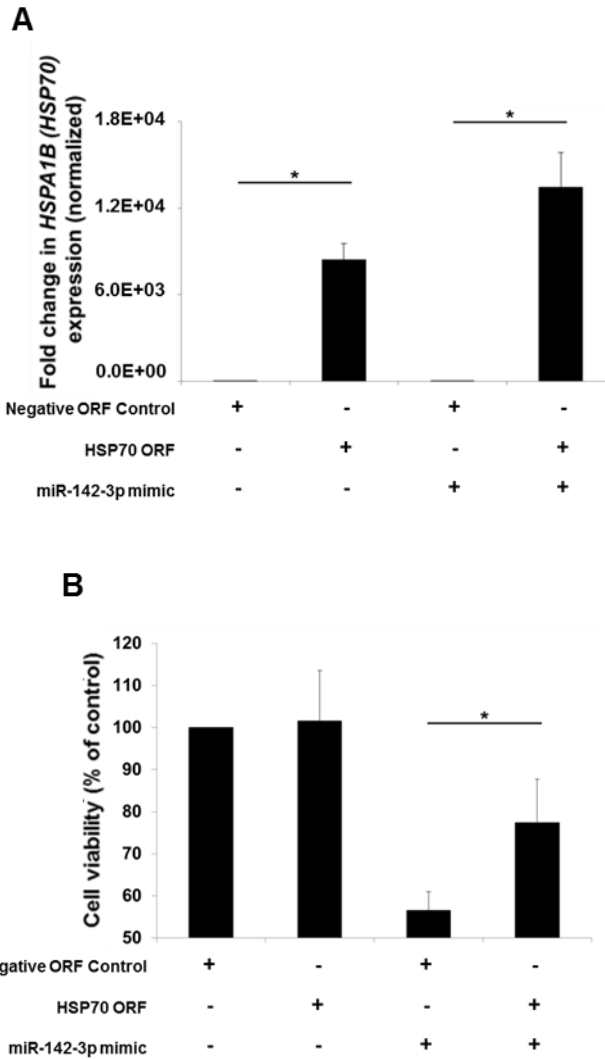 A
Fold change in HSPA1B (HSP70)
expression (normalized)
1.8E+04
1.2E+04
6.0E+03
0.0E+00
*
*
Negative ORF Control + - + -
HSP70 ORF - + - +
miR-142-3p mimic - - + +
B
Cell viability (% of control)
120
110
100
90
80
70
60
50
*
gative ORF Control + - + -
HSP70 ORF - + - +
miR-142-3p mimic - - + +